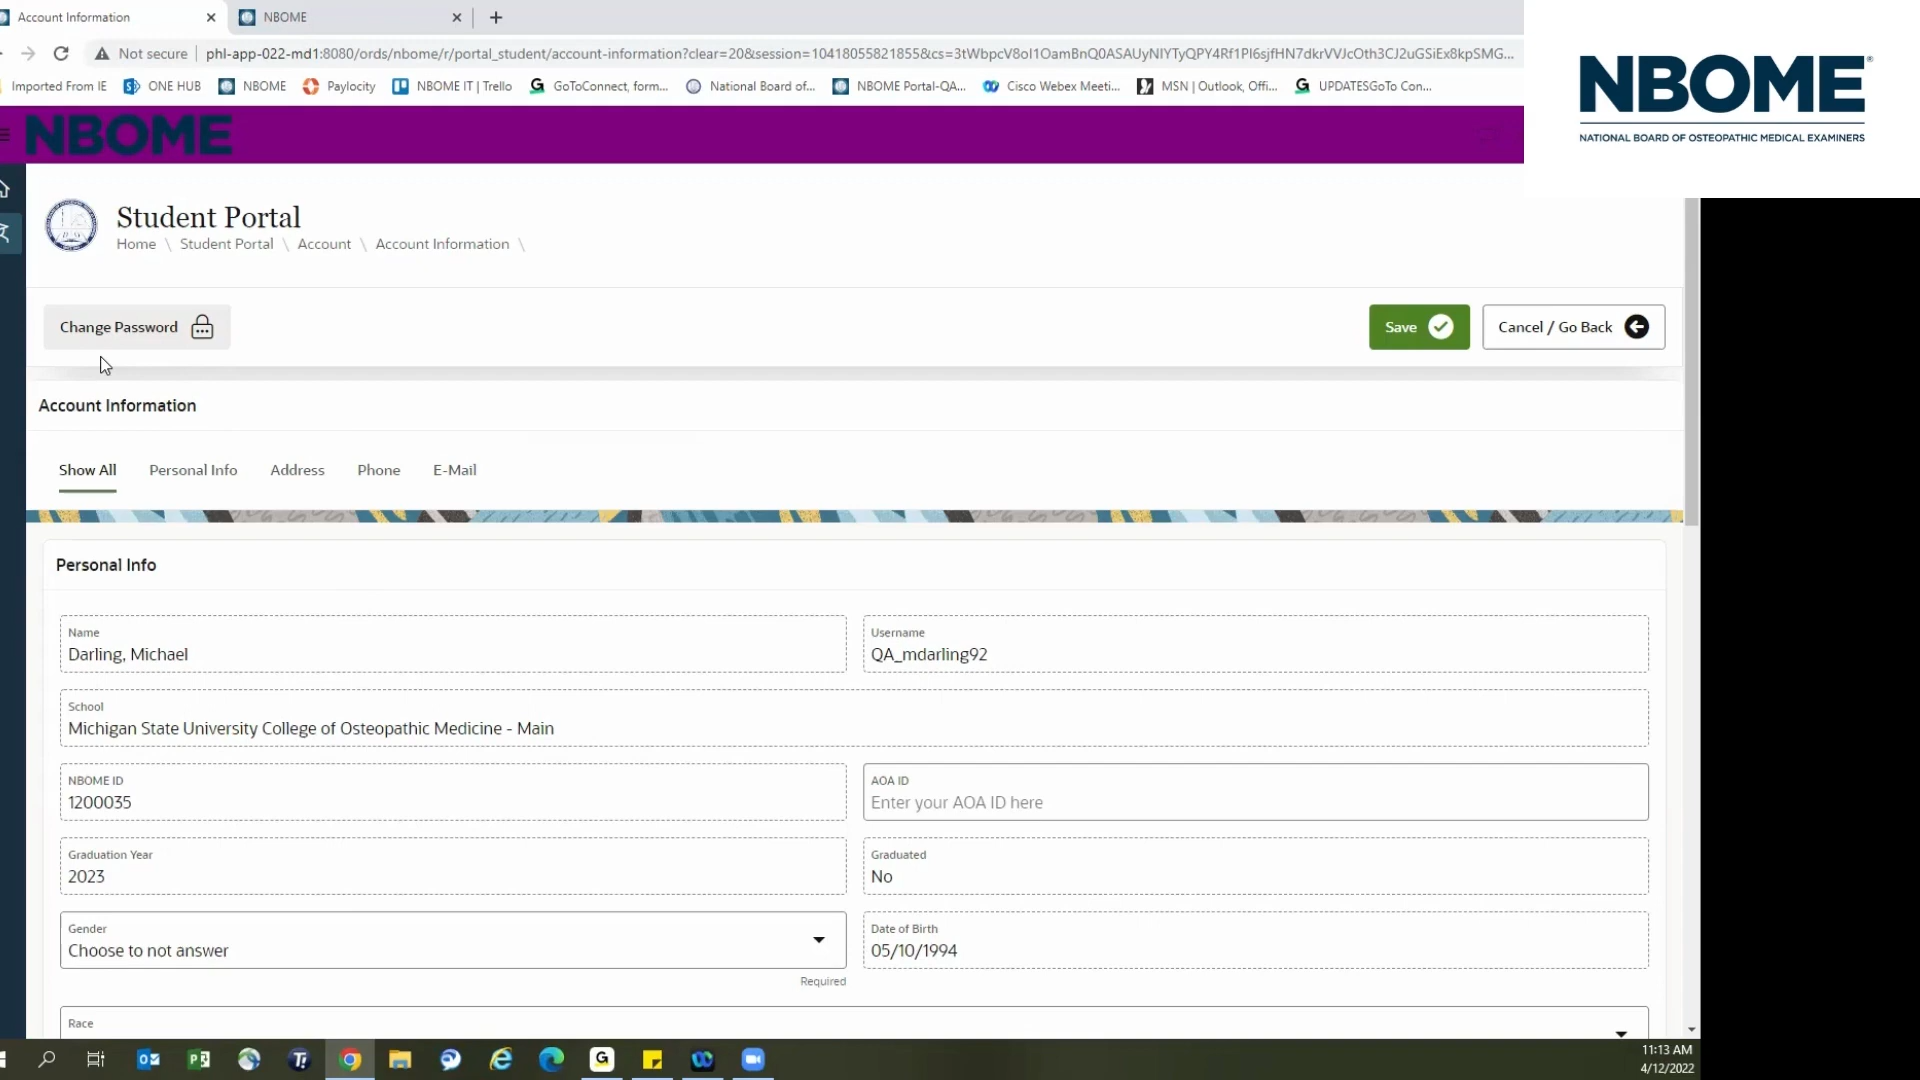 Account Information
NBOME
Not secure
phl-app-022-md1:8080/ords/nbome/r/portal_student/account-information?clear=20&session=10418055821855&cs=3tWbpcV8ol1OamBnQ0ASAUyNIYTyQPY4Rf1Pl6sjfHN7dkrVVJcOth3CJ2uGSiEx8kpSMG...
Imported From IE
ONE HUB
NBOME
Paylocity
NBOME IT | Trello
GoToConnect, form...
National Board of...
NBOME Portal-QA...
Cisco Webex Meeti...
MSN | Outlook, Offi...
UPDATESGoTo Con...
NBOME®
NATIONAL BOARD OF OSTEOPATHIC MEDICAL EXAMINERS
NBOME
Student Portal
Home \ Student Portal \ Account \ Account Information \
Change Password
Save
Cancel / Go Back
Account Information
Show All
Personal Info
Address
Phone
E-Mail
Personal Info
Name
Darling, Michael
Username
QA_mdarling92
School
Michigan State University College of Osteopathic Medicine - Main
NBOME ID
1200035
AOA ID
Enter your AOA ID here
Graduation Year
2023
Graduated
No
Gender
Choose to not answer
Required
Date of Birth
05/10/1994
Race
11:13 AM
4/12/2022